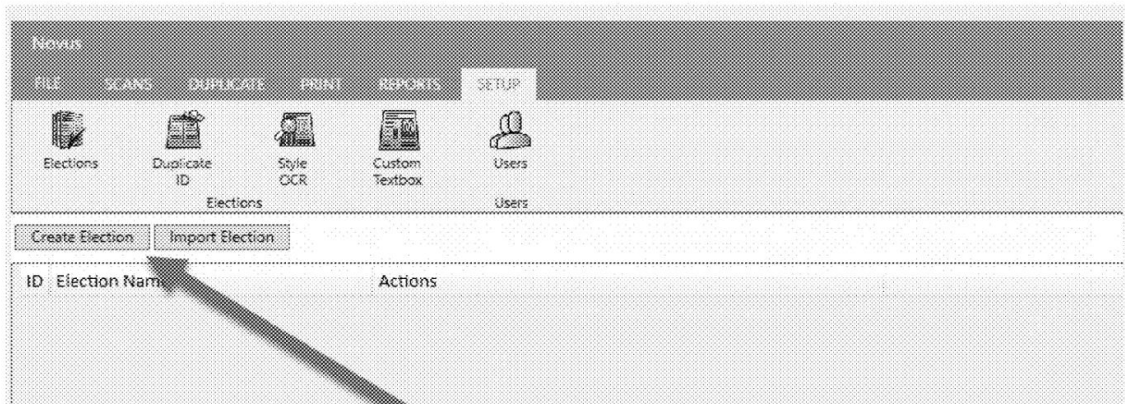 Novus
FILE SCANS DUPLICATE PRINT REPORTS SETUP
Elections Duplicate ID Style OCR Custom Textbox Users
Elections Users
Create Election Import Election
ID Election Nam Actions